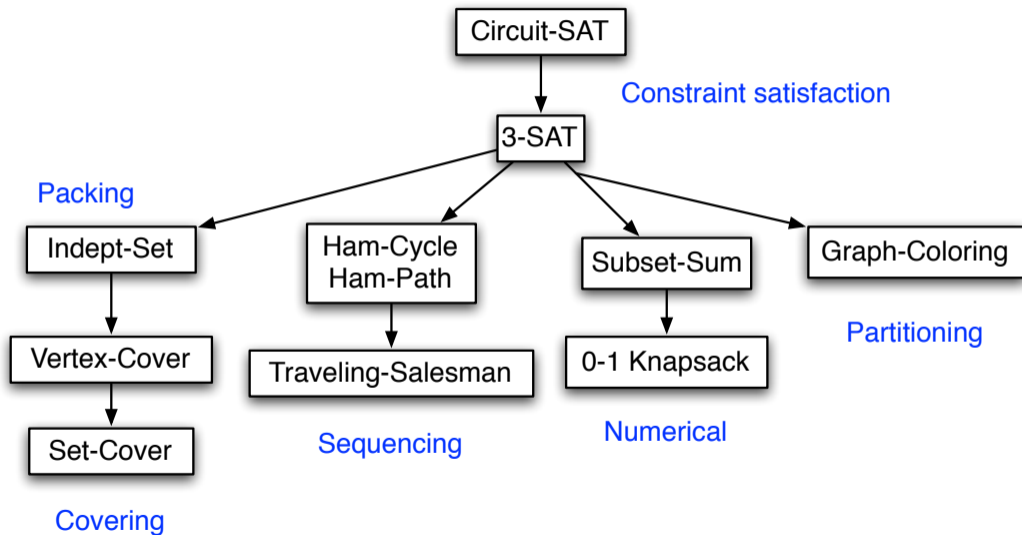 Circuit-SAT
Constraint satisfaction
3-SAT
Packing
Indept-Set
Ham-Cycle
Ham-Path
Subset-Sum
Graph-Coloring
Vertex-Cover
Traveling-Salesman
0-1 Knapsack
Partitioning
Set-Cover
Sequencing
Numerical
Covering